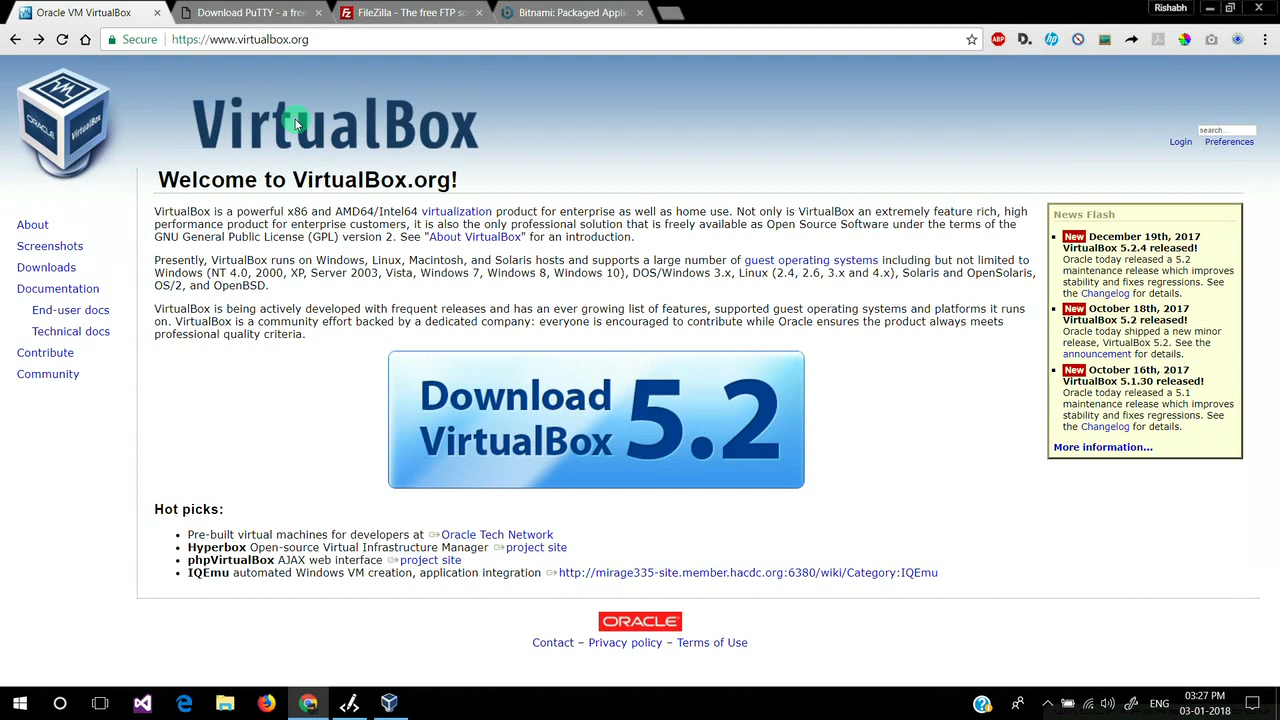 Oracle VM VirtualBox
Download PuTTY - a free
FileZilla - The free FTP so
Bitnami: Packaged Applic
Rishabh
Secure
https://www.virtualbox.org
ABP
D.
hp
ORACLE
VirtualBox
VirtualBox
search...
Login Preferences
Welcome to VirtualBox.org!
About
Screenshots
Downloads
Documentation
End-user docs
Technical docs
Contribute
Community
VirtualBox is a powerful x86 and AMD64/Intel64 virtualization product for enterprise as well as home use. Not only is VirtualBox an extremely feature rich, high
performance product for enterprise customers, it is also the only professional solution that is freely available as Open Source Software under the terms of the
GNU General Public License (GPL) version 2. See "About VirtualBox" for an introduction.
Presently, VirtualBox runs on Windows, Linux, Macintosh, and Solaris hosts and supports a large number of guest operating systems including but not limited to
Windows (NT 4.0, 2000, XP, Server 2003, Vista, Windows 7, Windows 8, Windows 10), DOS/Windows 3.x, Linux (2.4, 2.6, 3.x and 4.x), Solaris and OpenSolaris,
OS/2, and OpenBSD.
VirtualBox is being actively developed with frequent releases and has an ever growing list of features, supported guest operating systems and platforms it runs
on. VirtualBox is a community effort backed by a dedicated company: everyone is encouraged to contribute while Oracle ensures the product always meets
professional quality criteria.
Download
VirtualBox
5.2
News Flash
New December 19th, 2017
VirtualBox 5.2.4 released!
Oracle today released a 5.2
maintenance release which improves
stability and fixes regressions. See
the Changelog for details.
New October 18th, 2017
VirtualBox 5.2 released!
Oracle today shipped a new minor
release, VirtualBox 5.2. See the
announcement for details.
New October 16th, 2017
VirtualBox 5.1.30 released!
Oracle today released a 5.1
maintenance release which improves
stability and fixes regressions. See
the Changelog for details.
More information...
Hot picks:
Pre-built virtual machines for developers at Oracle Tech Network
Hyperbox Open-source Virtual Infrastructure Manager project site
phpVirtualBox AJAX web interface project site
IQEmu automated Windows VM creation, application integration http://mirage335-site.member.hacdc.org:6380/wiki/Category:IQEmu
ORACLE
Contact – Privacy policy – Terms of Use
ENG
03:27 PM
03-01-2018